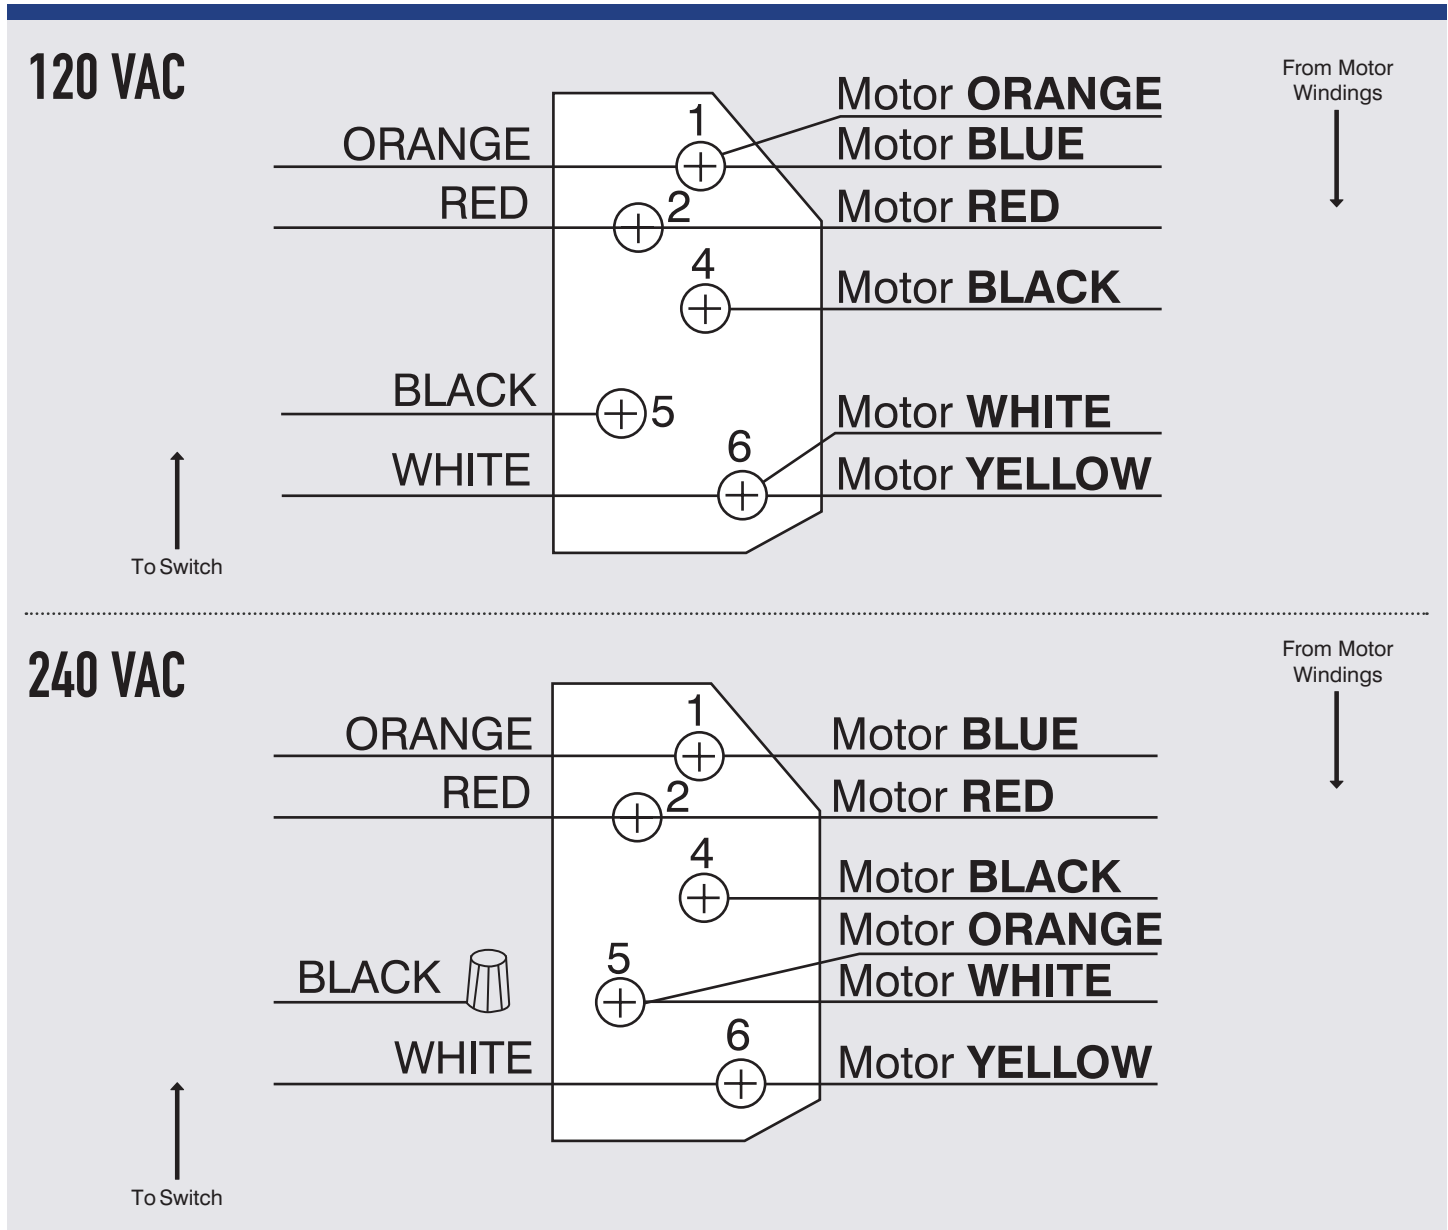 120 VAC
From Motor
Windings
1
Motor ORANGE
ORANGE
Motor BLUE
RED
2
Motor RED
4
Motor BLACK
BLACK
5
Motor WHITE
6
WHITE
Motor YELLOW
To Switch
240 VAC
From Motor
Windings
1
ORANGE
Motor BLUE
RED
2
Motor RED
4
Motor BLACK
Motor ORANGE
5
BLACK
Motor WHITE
6
WHITE
Motor YELLOW
To Switch